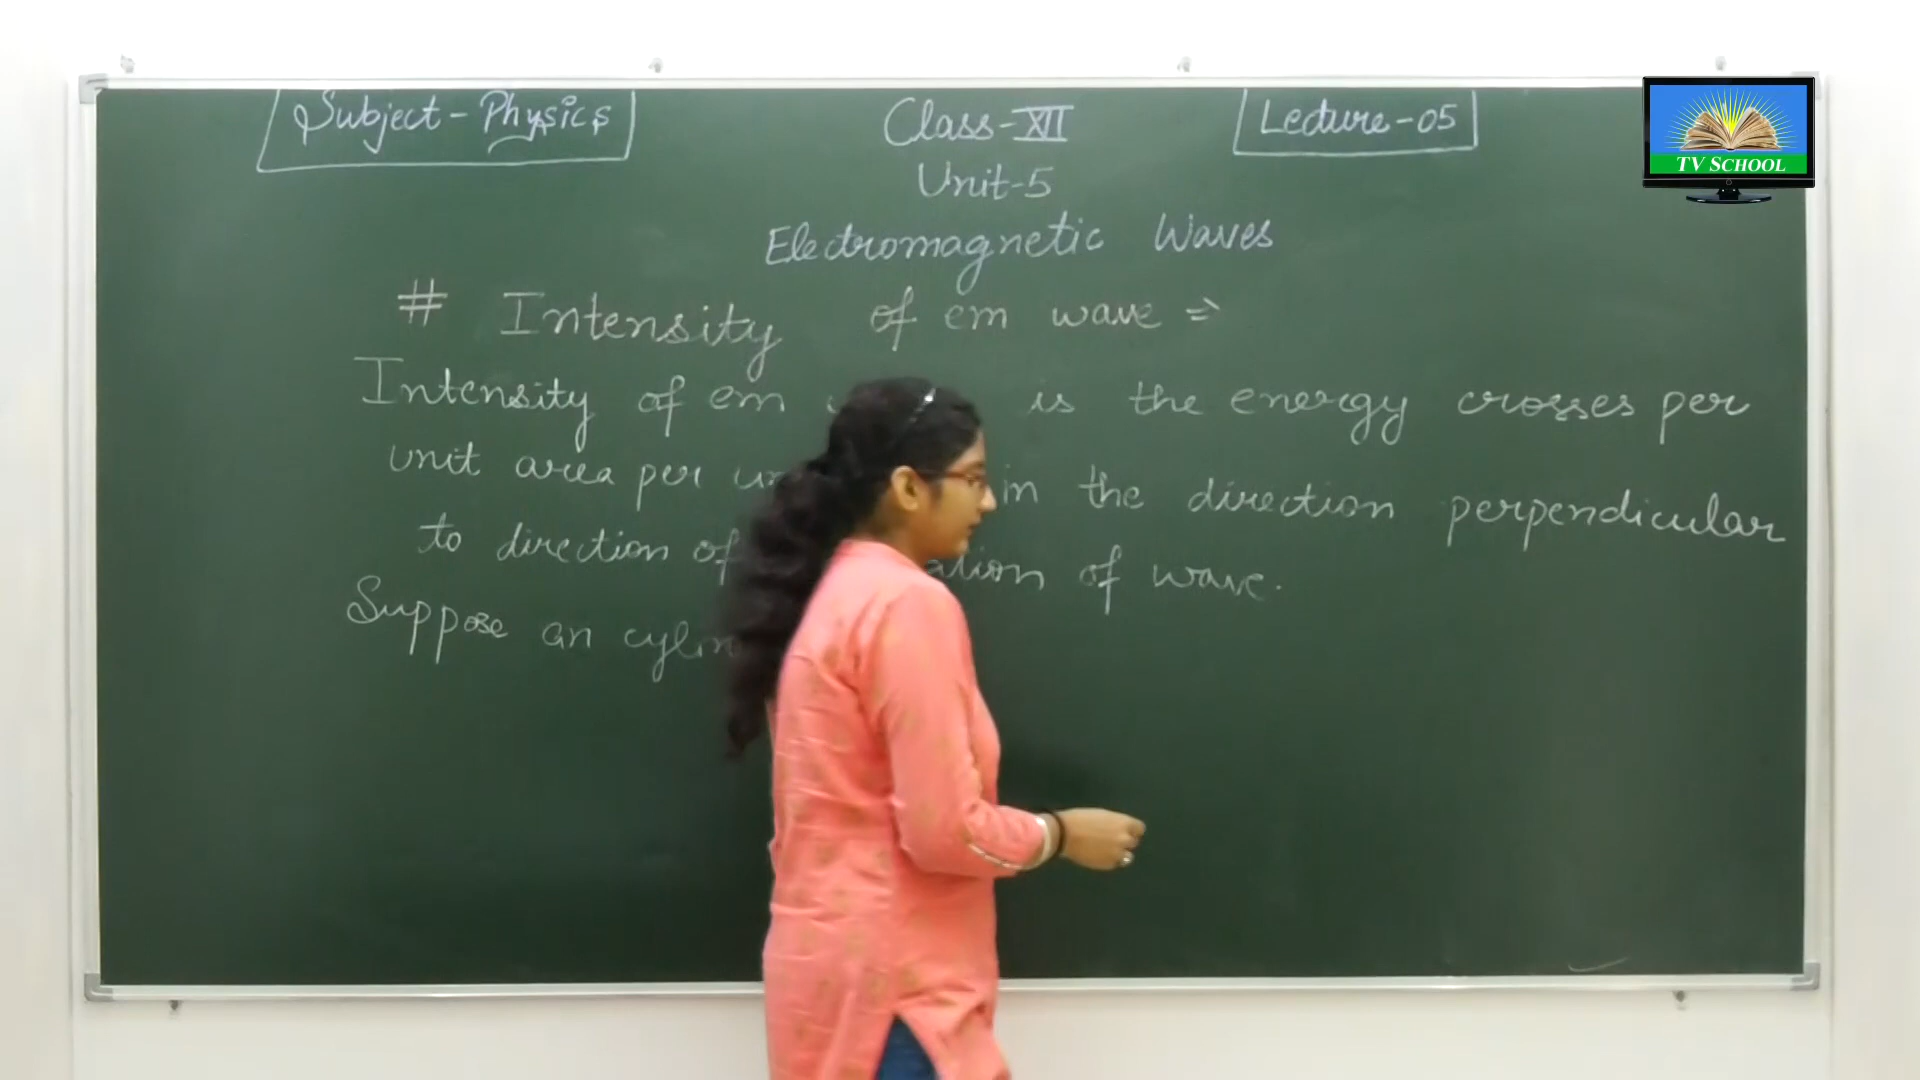 Subject - Physics
Class - XII
Lecture - 05
TV SCHOOL
Unit-5
Electromagnetic Waves
# Intensity of em wave ⇒
Intensity of em is the energy crosses per
unit area per in the direction perpendicular
to direction of of wave.
Suppose an